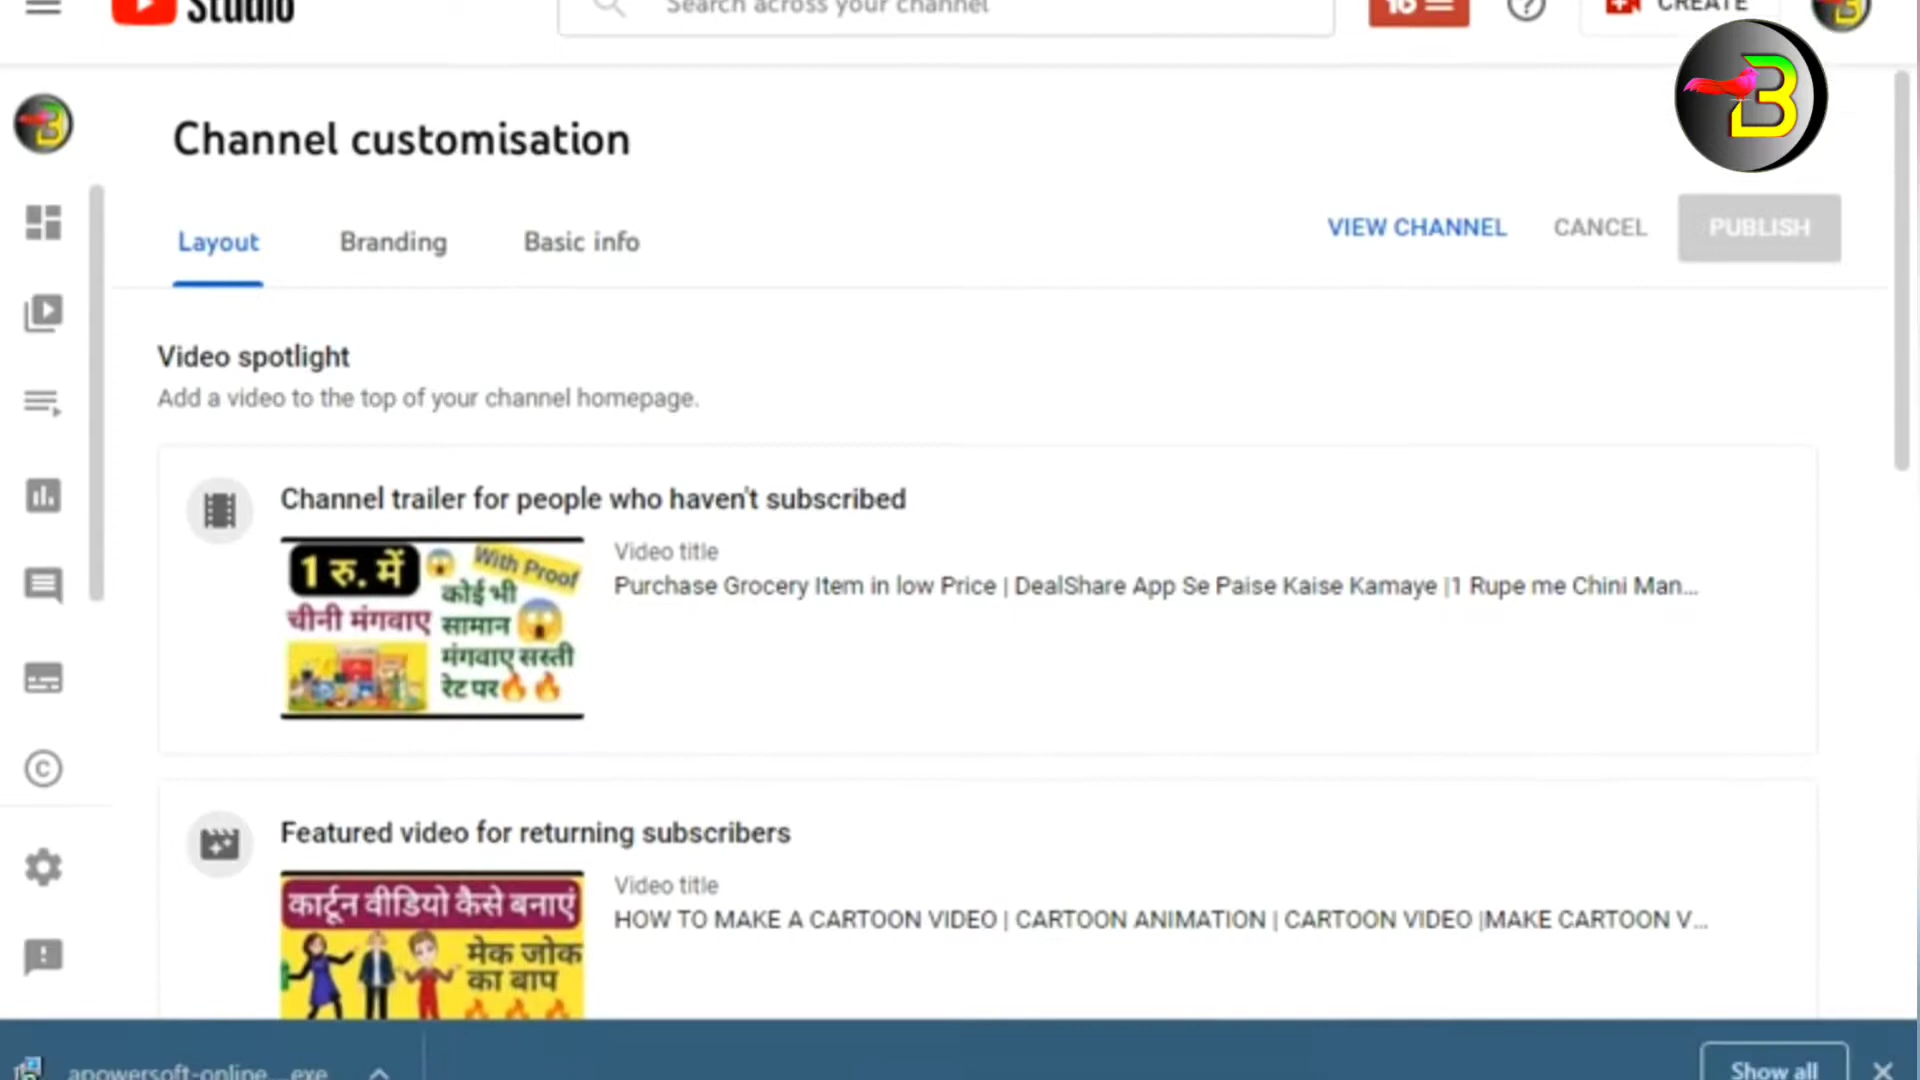 Studio
Search across your channel
CREATE
B
Channel customisation
Layout
Branding
Basic info
VIEW CHANNEL
CANCEL
PUBLISH
Video spotlight
Add a video to the top of your channel homepage.
Channel trailer for people who haven't subscribed
1 रु. में
With Proof
चीनी मंगवाए
कोई भी
सामान
मंगवाए सस्ती
रेट पर
Video title
Purchase Grocery Item in low Price | DealShare App Se Paise Kaise Kamaye |1 Rupe me Chini Man...
Featured video for returning subscribers
कार्टून वीडियो कैसे बनाएं
मेक जोक
का बाप
Video title
HOW TO MAKE A CARTOON VIDEO | CARTOON ANIMATION | CARTOON VIDEO |MAKE CARTOON V...
apowersoft-online....exe
Show all